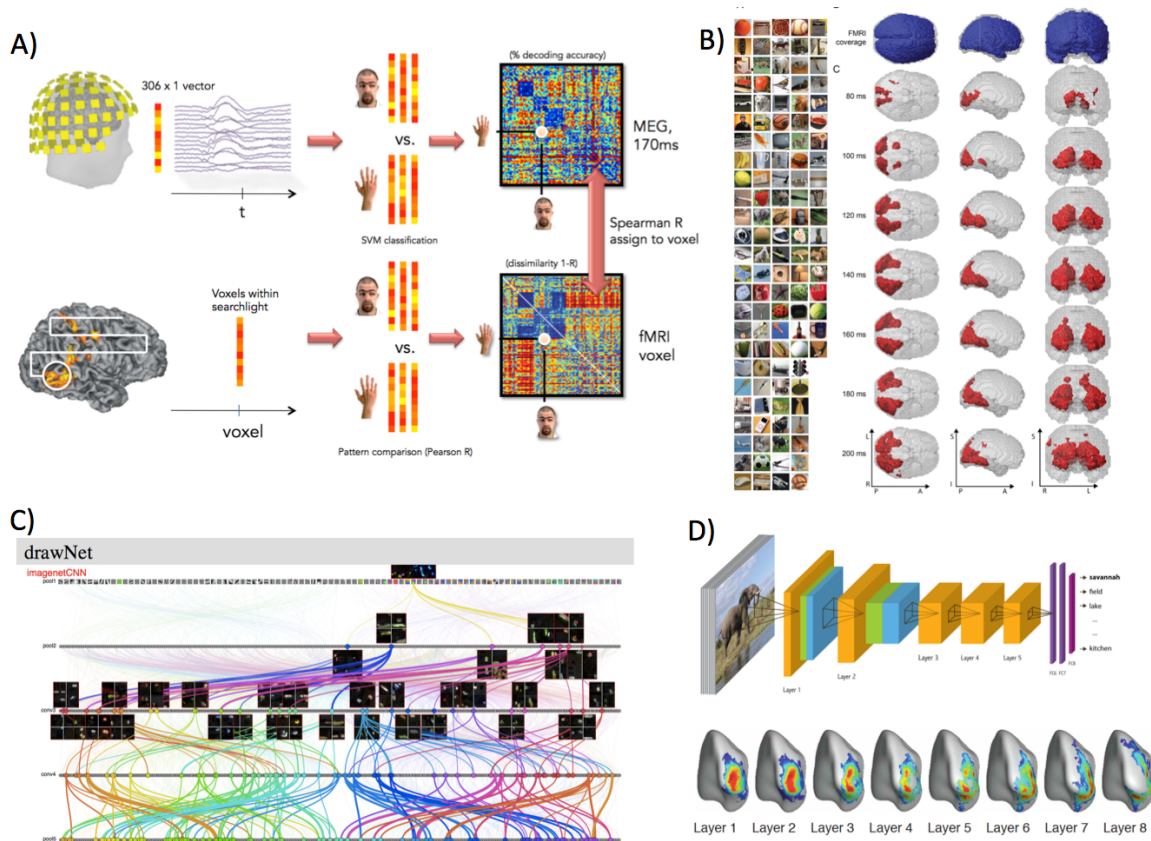 A)
306 x 1 vector
t
vs.
SVM classification
(% decoding accuracy)
MEG,
170ms
Spearman R
assign to voxel
Voxels within
searchlight
voxel
vs.
Pattern comparison (Pearson R)
(dissimilarity 1-R)
fMRI
voxel
B)
FMRI
coverage
C
80 ms
100 ms
120 ms
140 ms
160 ms
180 ms
200 ms
L
R
P
A
S
I
P
A
S
I
R
L
C)
drawNet
imagenetCNN
pool1
pool2
conv3
conv4
pool5
D)
Layer 1
Layer 2
Layer 3
Layer 4
Layer 5
FC6
FC7
FC8
savannah
field
lake
...
...
kitchen
Layer 1
Layer 2
Layer 3
Layer 4
Layer 5
Layer 6
Layer 7
Layer 8